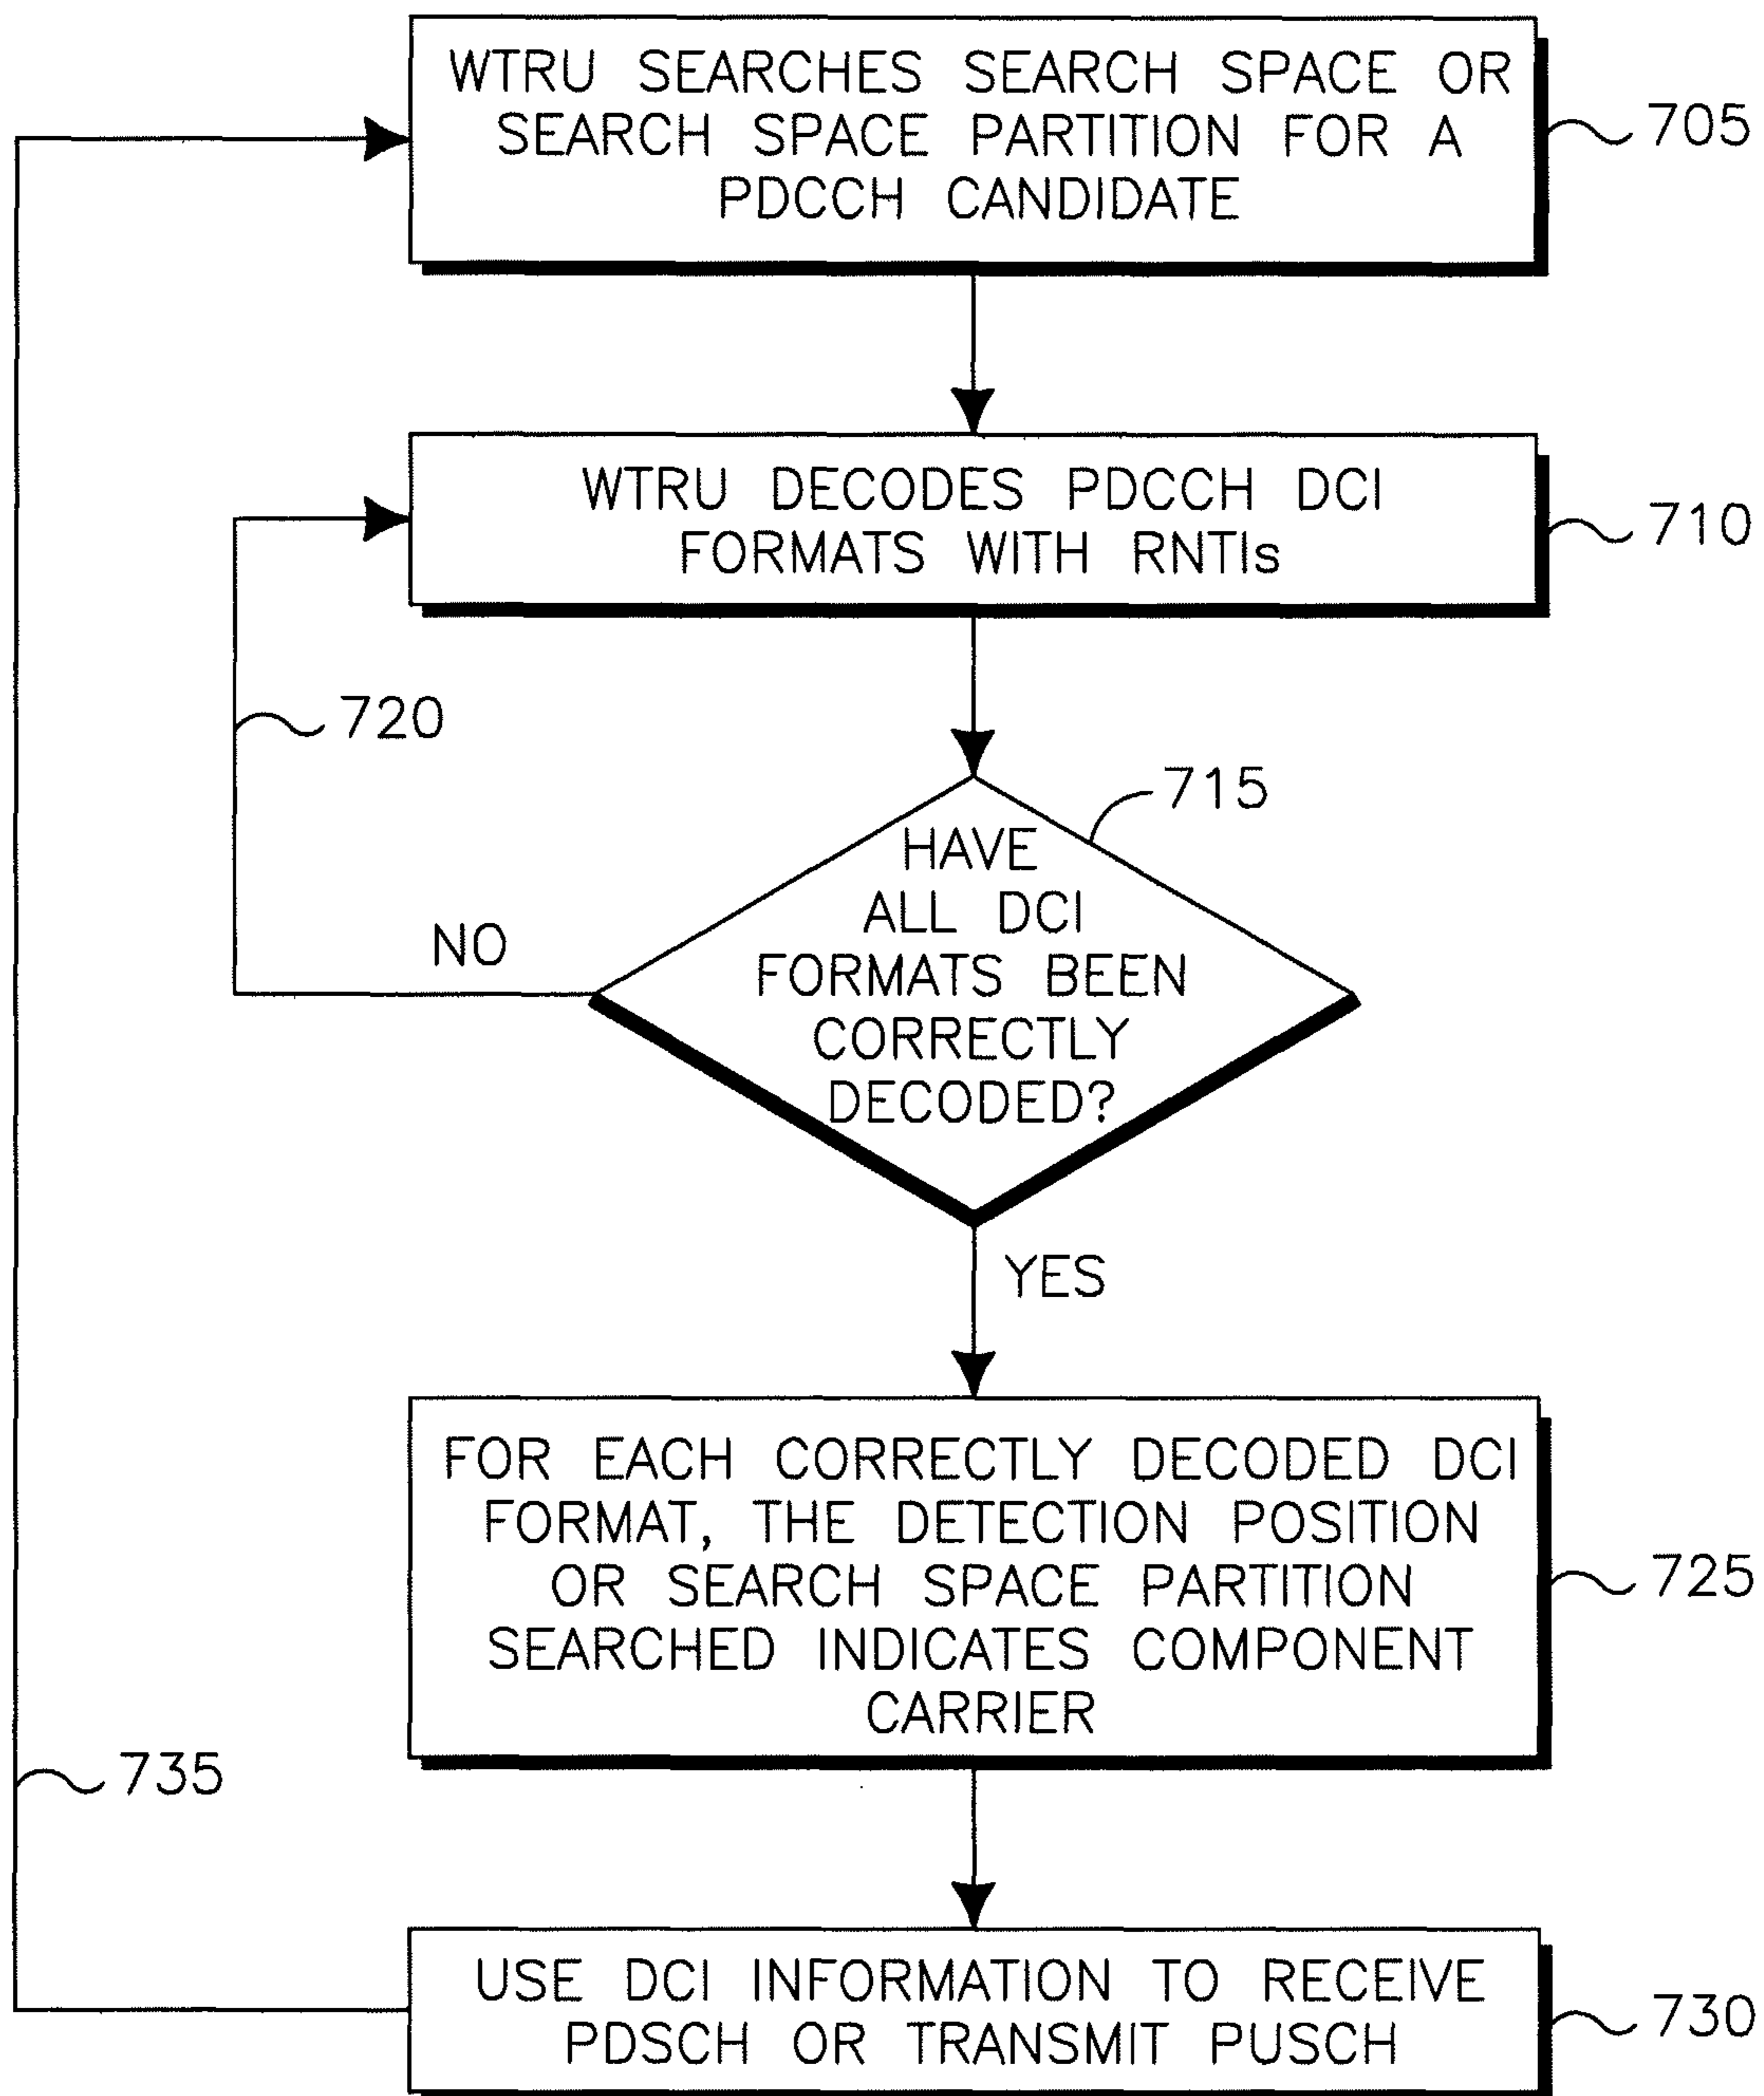 WTRU SEARCHES SEARCH SPACE OR
SEARCH SPACE PARTITION FOR A
PDCCH CANDIDATE
705
WTRU DECODES PDCCH DCI
FORMATS WITH RNTIs
710
720
715
HAVE
ALL DCI
FORMATS BEEN
CORRECTLY
DECODED?
NO
YES
FOR EACH CORRECTLY DECODED DCI
FORMAT, THE DETECTION POSITION
OR SEARCH SPACE PARTITION
SEARCHED INDICATES COMPONENT
CARRIER
725
735
USE DCI INFORMATION TO RECEIVE
PDSCH OR TRANSMIT PUSCH
730